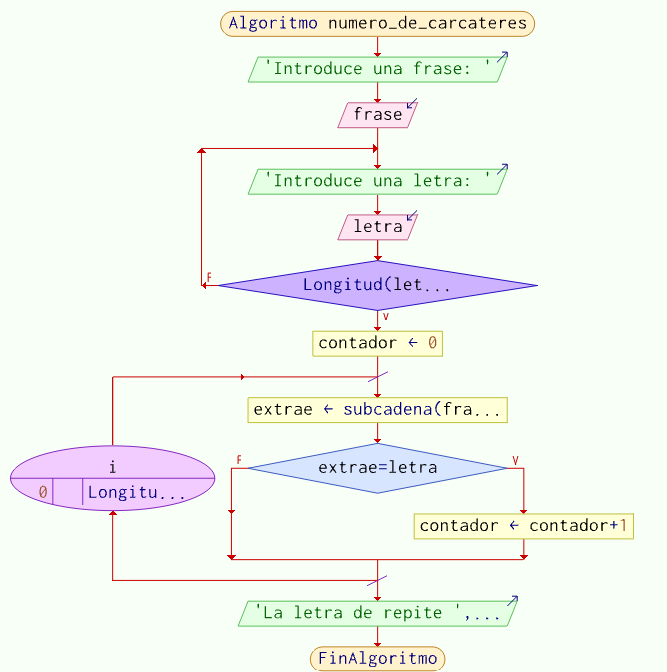 Algoritmo numero_de_carcateres
'Introduce una frase: '
frase
'Introduce una letra: '
letra
F
Longitud(let...
V
contador ← 0
extrae ← subcadena(fra...
i
0 Longitu...
F
extrae=letra
V
contador ← contador+1
'La letra de repite ',...
FinAlgoritmo